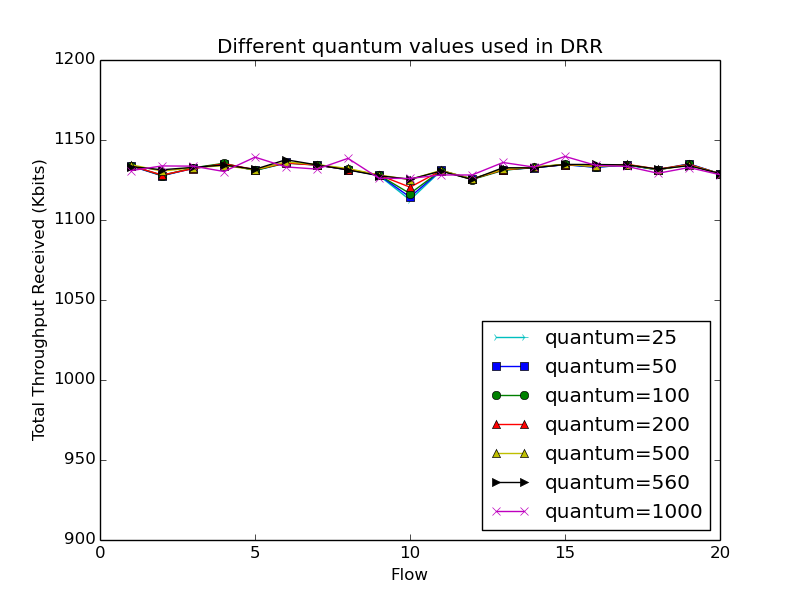 Different quantum values used in DRR
1200
1150
1100
1050
1000
950
900
Total Throughput Received (Kbits)
quantum=25
quantum=50
quantum=100
quantum=200
quantum=500
quantum=560
quantum=1000
0 5 10 15 20
Flow